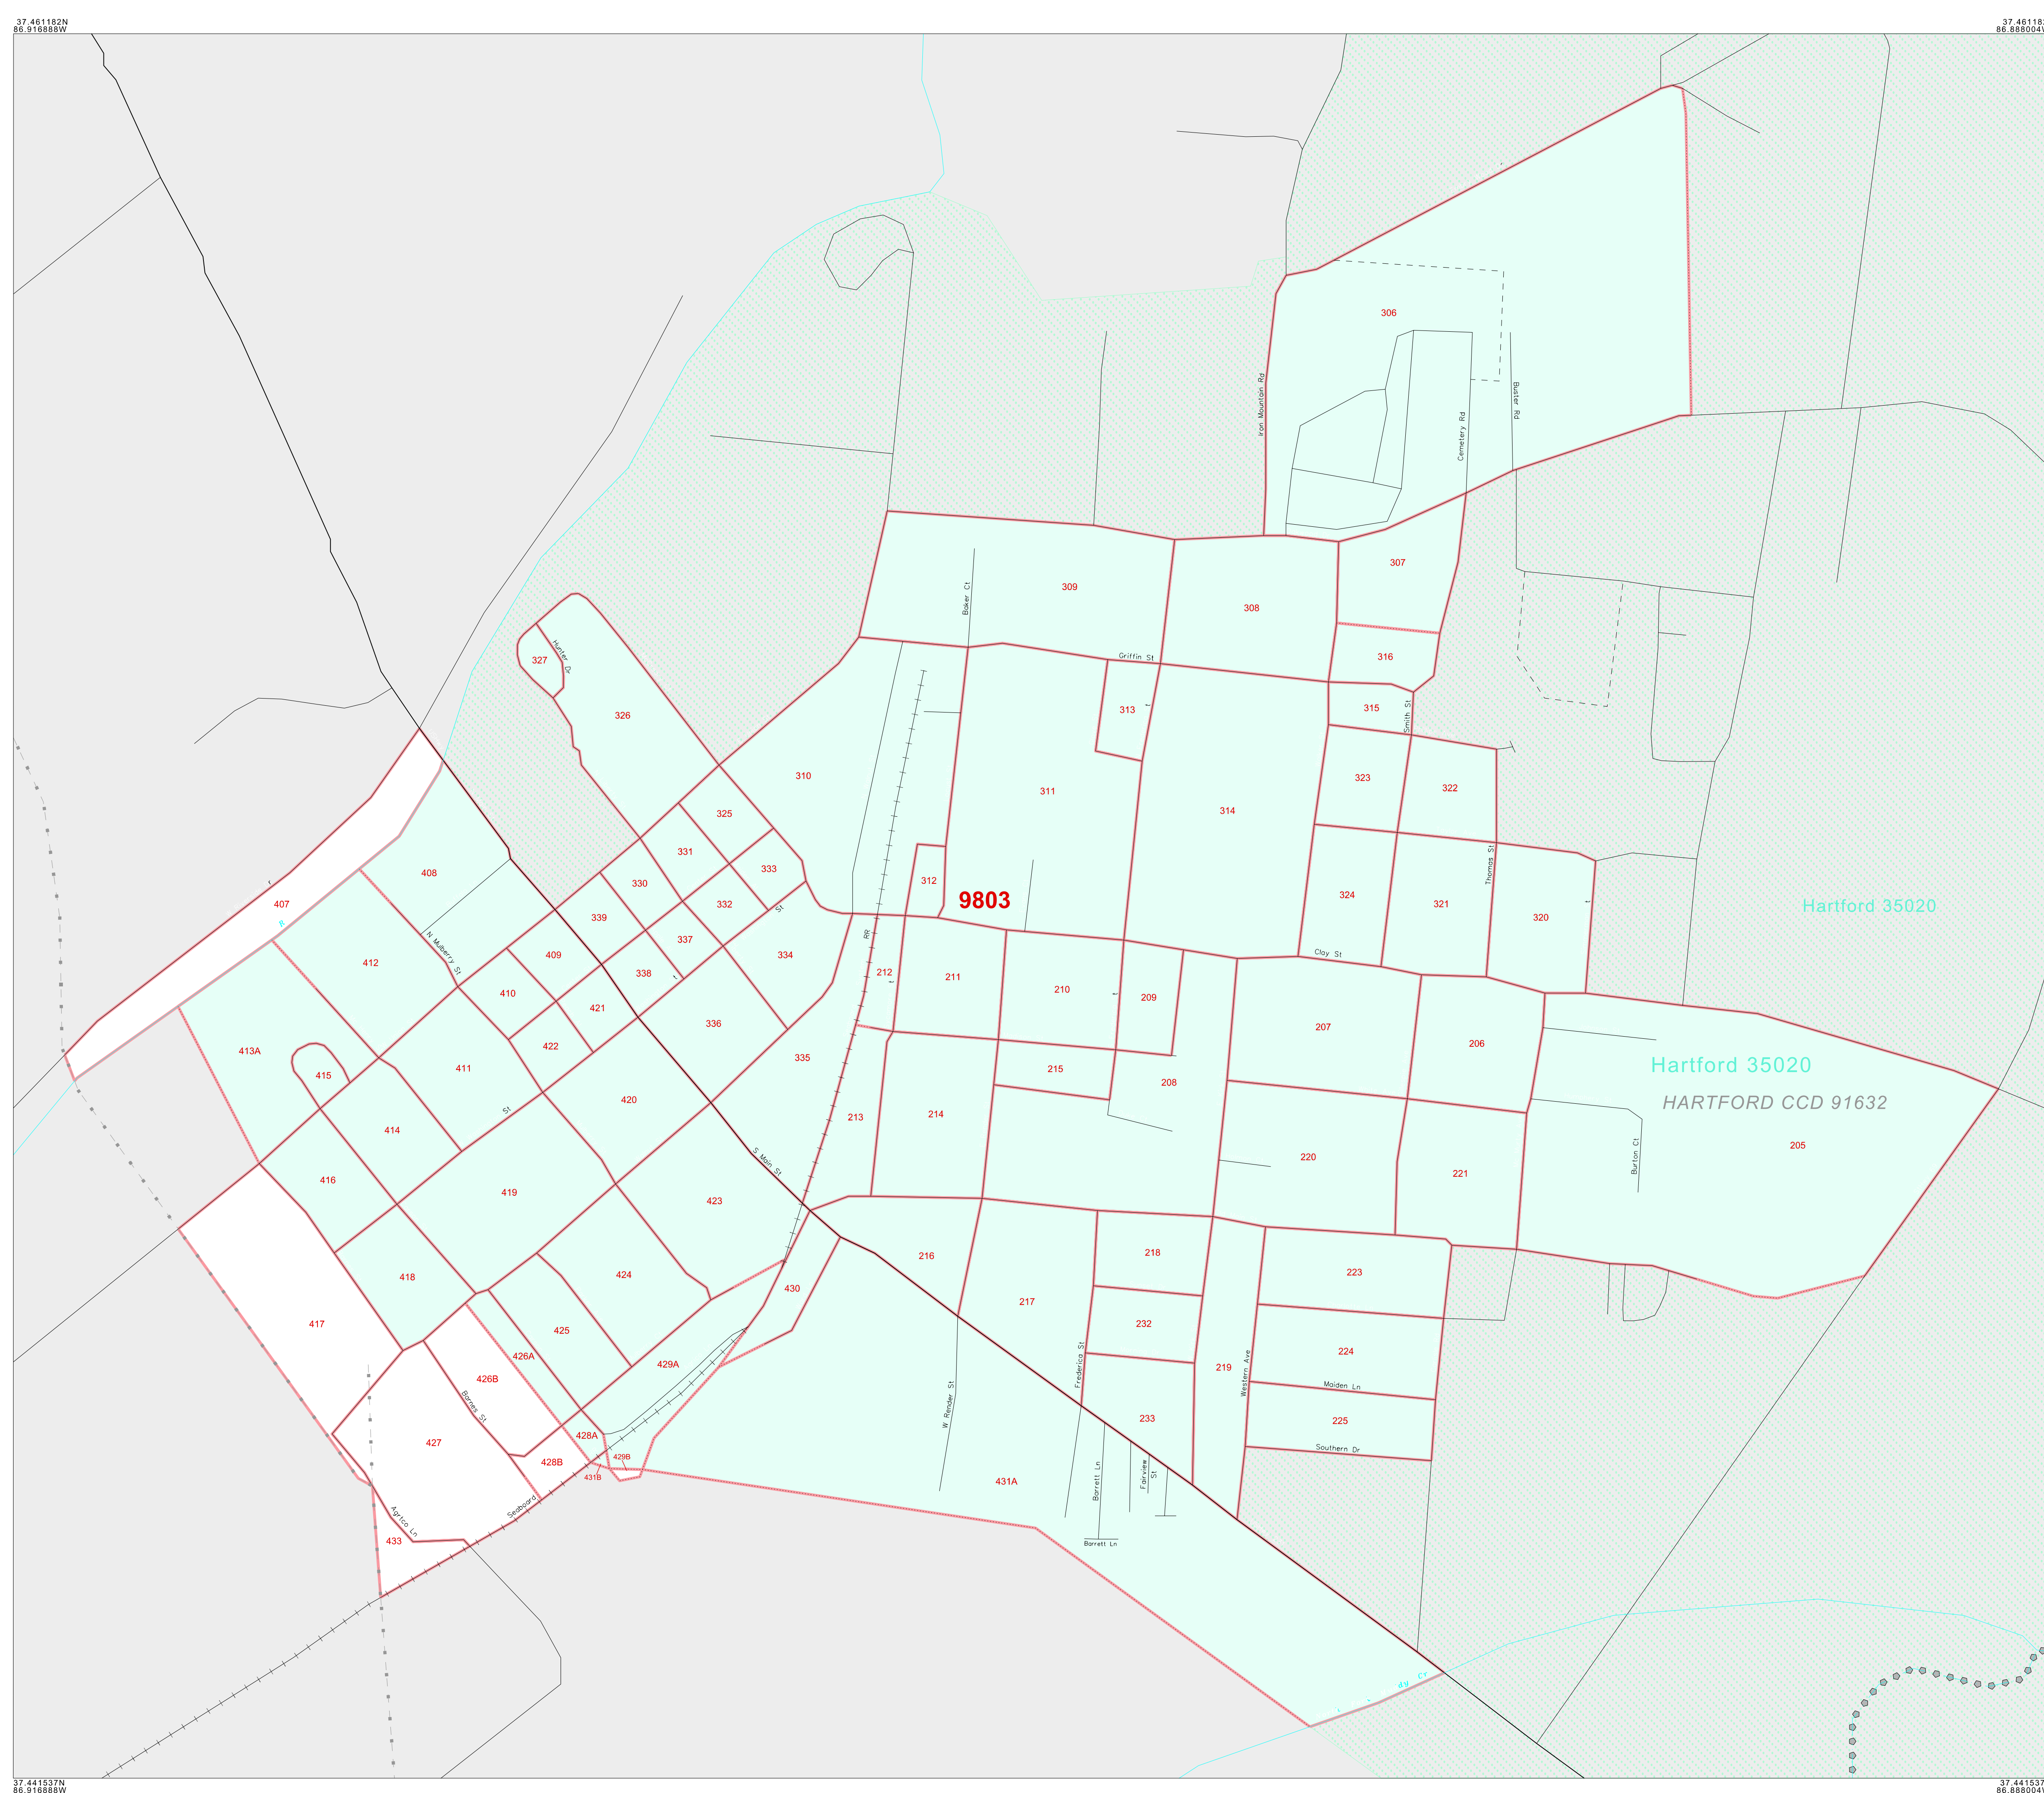 37.461182N
86.916888W
37.461182
86.888004W
306
Iron Mountain Rd
Buster Rd
Cemetery Rd
307
309
Baker Ct
308
Griffin St
316
327
Hunter Dr
326
313
315
Smith St
310
323
322
311
314
325
331
333
312
9803
Thomas St
324
321
320
Hartford 35020
408
407
R
330
332
St
339
337
334
RR
412
N Mulberry St
409
338
212
211
210
209
Clay St
410
421
336
207
206
413A
415
411
422
335
215
208
Hartford 35020
HARTFORD CCD 91632
414
St
420
213
214
205
416
419
S Main St
220
221
Burton Ct
423
216
218
418
424
430
223
417
425
217
232
426A
429A
219
224
Frederica St
Western Ave
426B
W Render St
Maiden Ln
Barnes St
233
225
427
428A
Southern Dr
428B
429B
431B
431A
Barrett Ln
Fairview
St
Seaboard
Agrico Ln
433
Barrett Ln
dy Cr
37.441537N
86.916888W
37.441537
86.888004W